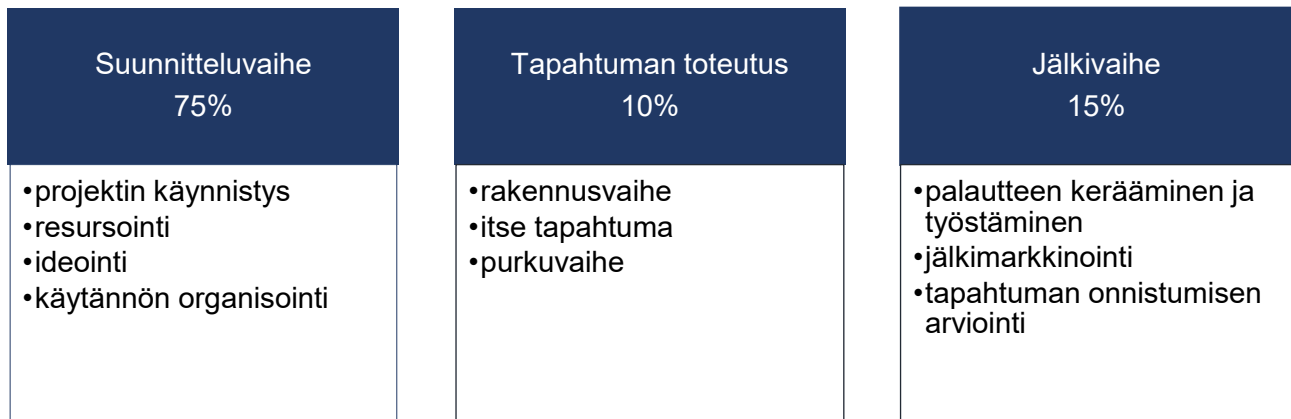 Suunnitteluvaihe
75%
•projektin käynnistys
•resursointi
•ideointi
•käytännön organisointi
Tapahtuman toteutus
10%
•rakennusvaihe
•itse tapahtuma
•purkuvaihe
Jälkivaihe
15%
•palautteen kerääminen ja
työstäminen
•jälkimarkkinointi
•tapahtuman onnistumisen
arviointi